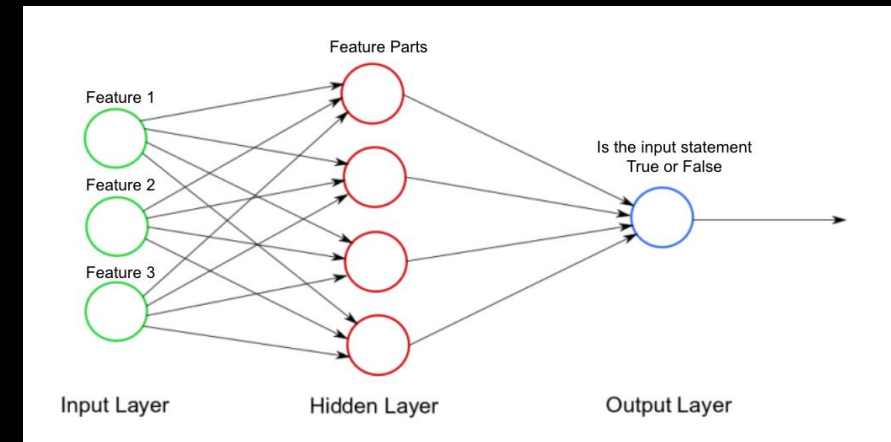 Feature Parts
Feature 1
Is the input statement
True or False
Feature 2
Feature 3
Input Layer
Hidden Layer
Output Layer